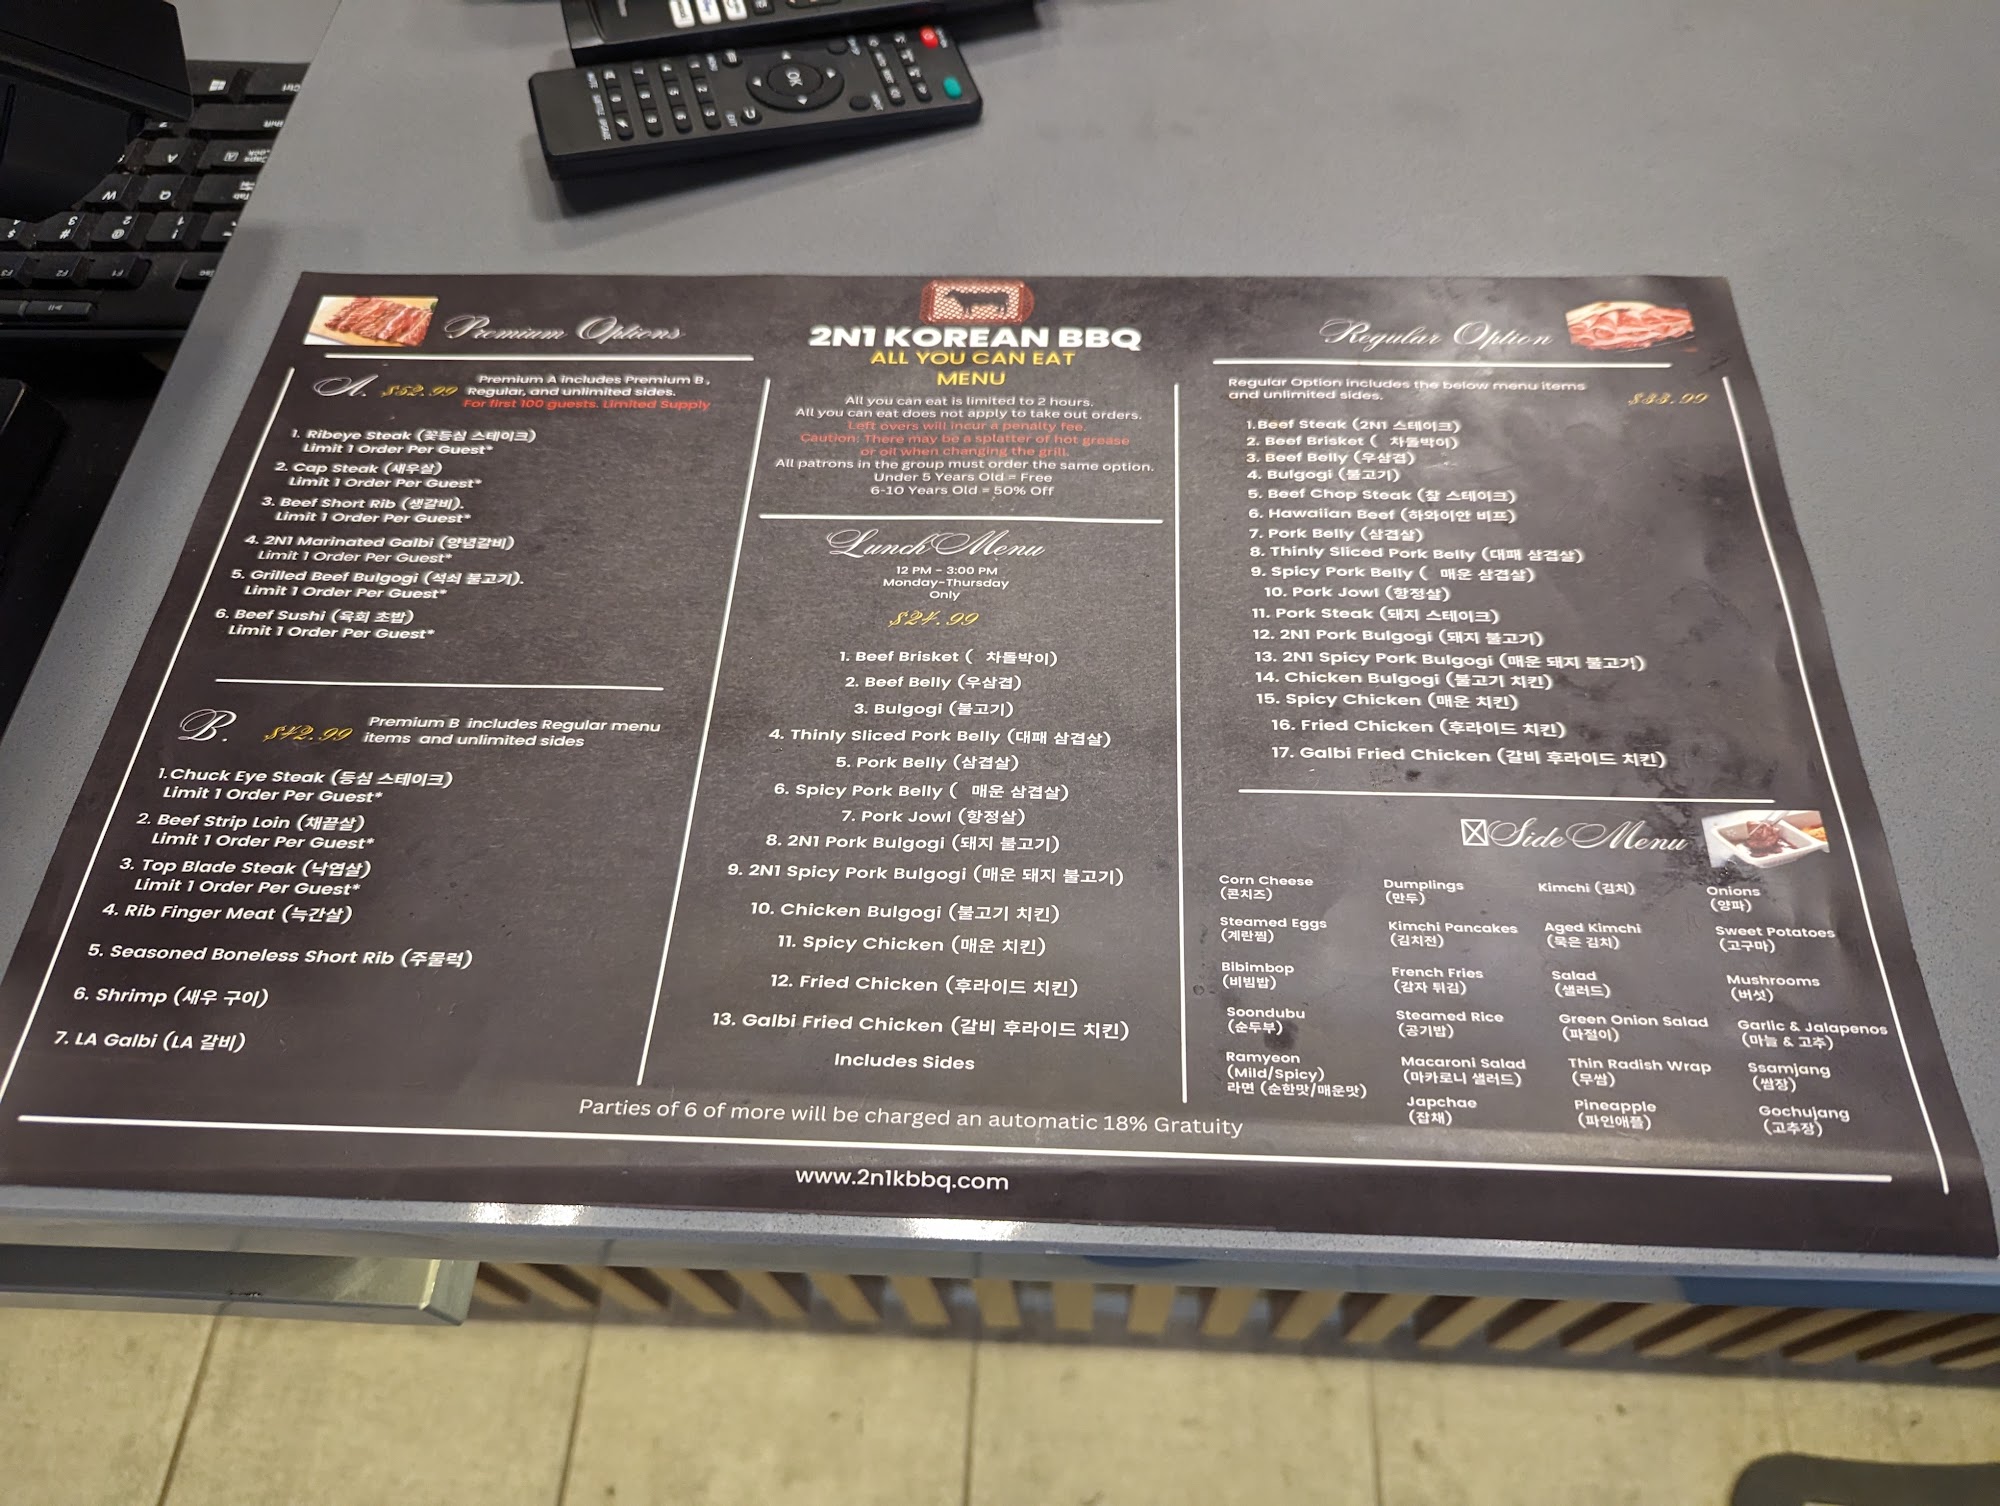 Premium Options
A. $52.99
Premium A includes Premium B,
Regular, and unlimited sides.
For first 100 guests. Limited Supply
1. Ribeye Steak (꽃등심 스테이크)
Limit 1 Order Per Guest*
2. Cap Steak (새우살)
Limit 1 Order Per Guest*
3. Beef Short Rib (생갈비).
Limit 1 Order Per Guest*
4. 2N1 Marinated Galbi (양념갈비)
Limit 1 Order Per Guest*
5. Grilled Beef Bulgogi (석쇠 불고기).
Limit 1 Order Per Guest*
6. Beef Sushi (육회 초밥)
Limit 1 Order Per Guest*
B. $42.99
Premium B includes Regular menu
items and unlimited sides
1. Chuck Eye Steak (등심 스테이크)
Limit 1 Order Per Guest*
2. Beef Strip Loin (채끝살)
Limit 1 Order Per Guest*
3. Top Blade Steak (낙엽살)
Limit 1 Order Per Guest*
4. Rib Finger Meat (늑간살)
5. Seasoned Boneless Short Rib (주물럭)
6. Shrimp (새우 구이)
7. LA Galbi (LA 갈비)
2N1 KOREAN BBQ
ALL YOU CAN EAT
MENU
All you can eat is limited to 2 hours.
All you can eat does not apply to take out orders.
Left overs will incur a penalty fee.
Caution: There may be a splatter of hot grease
or oil when changing the grill.
All patrons in the group must order the same option.
Under 5 Years Old = Free
6-10 Years Old = 50% Off
Lunch Menu
12 PM - 3:00 PM
Monday-Thursday
Only
$24.99
1. Beef Brisket ( 차돌박이)
2. Beef Belly (우삼겹)
3. Bulgogi (불고기)
4. Thinly Sliced Pork Belly (대패 삼겹살)
5. Pork Belly (삼겹살)
6. Spicy Pork Belly ( 매운 삼겹살)
7. Pork Jowl (항정살)
8. 2N1 Pork Bulgogi (돼지 불고기)
9. 2N1 Spicy Pork Bulgogi (매운 돼지 불고기)
10. Chicken Bulgogi (불고기 치킨)
11. Spicy Chicken (매운 치킨)
12. Fried Chicken (후라이드 치킨)
13. Galbi Fried Chicken (갈비 후라이드 치킨)
Includes Sides
Regular Option
Regular Option includes the below menu items
and unlimited sides.
$33.99
1.Beef Steak (2N1 스테이크)
2. Beef Brisket ( 차돌박이)
3. Beef Belly (우삼겹)
4. Bulgogi (불고기)
5. Beef Chop Steak (찹 스테이크)
6. Hawaiian Beef (하와이안 비프)
7. Pork Belly (삼겹살)
8. Thinly Sliced Pork Belly (대패 삼겹살)
9. Spicy Pork Belly ( 매운 삼겹살)
10. Pork Jowl (항정살)
11. Pork Steak (돼지 스테이크)
12. 2N1 Pork Bulgogi (돼지 불고기)
13. 2N1 Spicy Pork Bulgogi (매운 돼지 불고기)
14. Chicken Bulgogi (불고기 치킨)
15. Spicy Chicken (매운 치킨)
16. Fried Chicken (후라이드 치킨)
17. Galbi Fried Chicken (갈비 후라이드 치킨)
Side Menu
Corn Cheese
(콘치즈)
Steamed Eggs
(계란찜)
Bibimbop
(비빔밥)
Soondubu
(순두부)
Ramyeon
(Mild/Spicy)
라면 (순한맛/매운맛)
Dumplings
(만두)
Kimchi Pancakes
(김치전)
French Fries
(감자 튀김)
Steamed Rice
(공기밥)
Macaroni Salad
(마카로니 샐러드)
Japchae
(잡채)
Kimchi (김치)
Aged Kimchi
(묵은 김치)
Salad
(샐러드)
Green Onion Salad
(파절이)
Thin Radish Wrap
(무쌈)
Pineapple
(파인애플)
Onions
(양파)
Sweet Potatoes
(고구마)
Mushrooms
(버섯)
Garlic & Jalapenos
(마늘 & 고추)
Ssamjang
(쌈장)
Gochujang
(고추장)
Parties of 6 of more will be charged an automatic 18% Gratuity
www.2n1kbbq.com
OK
EXIT